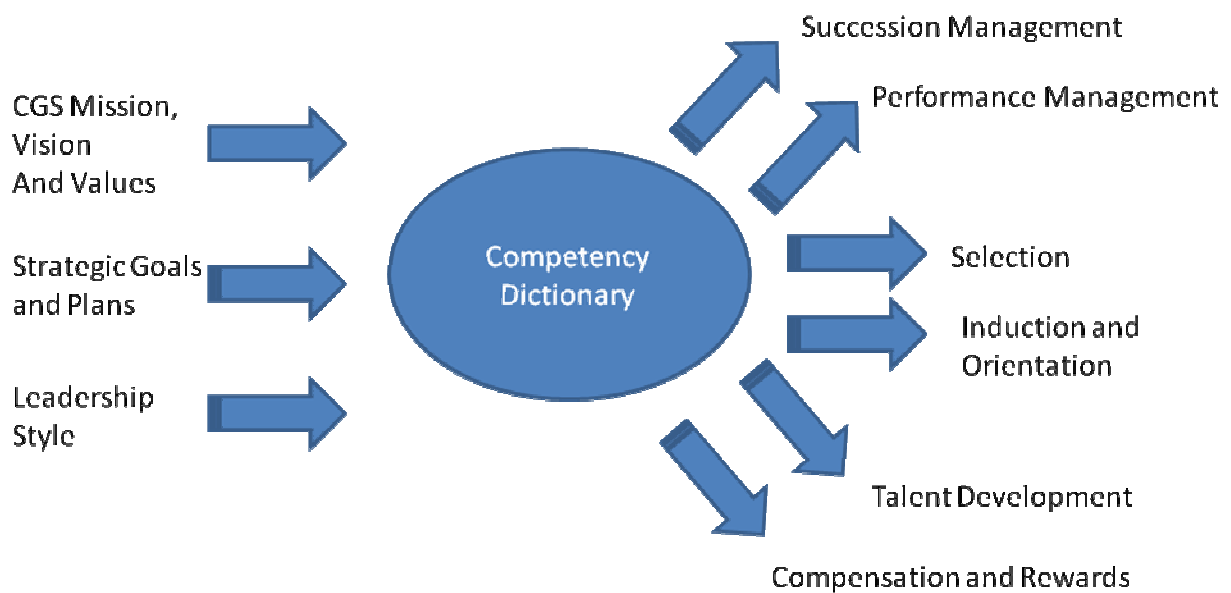 CGS Mission,
Vision
And Values
Strategic Goals
and Plans
Leadership
Style
Competency
Dictionary
Succession Management
Performance Management
Selection
Induction and
Orientation
Talent Development
Compensation and Rewards